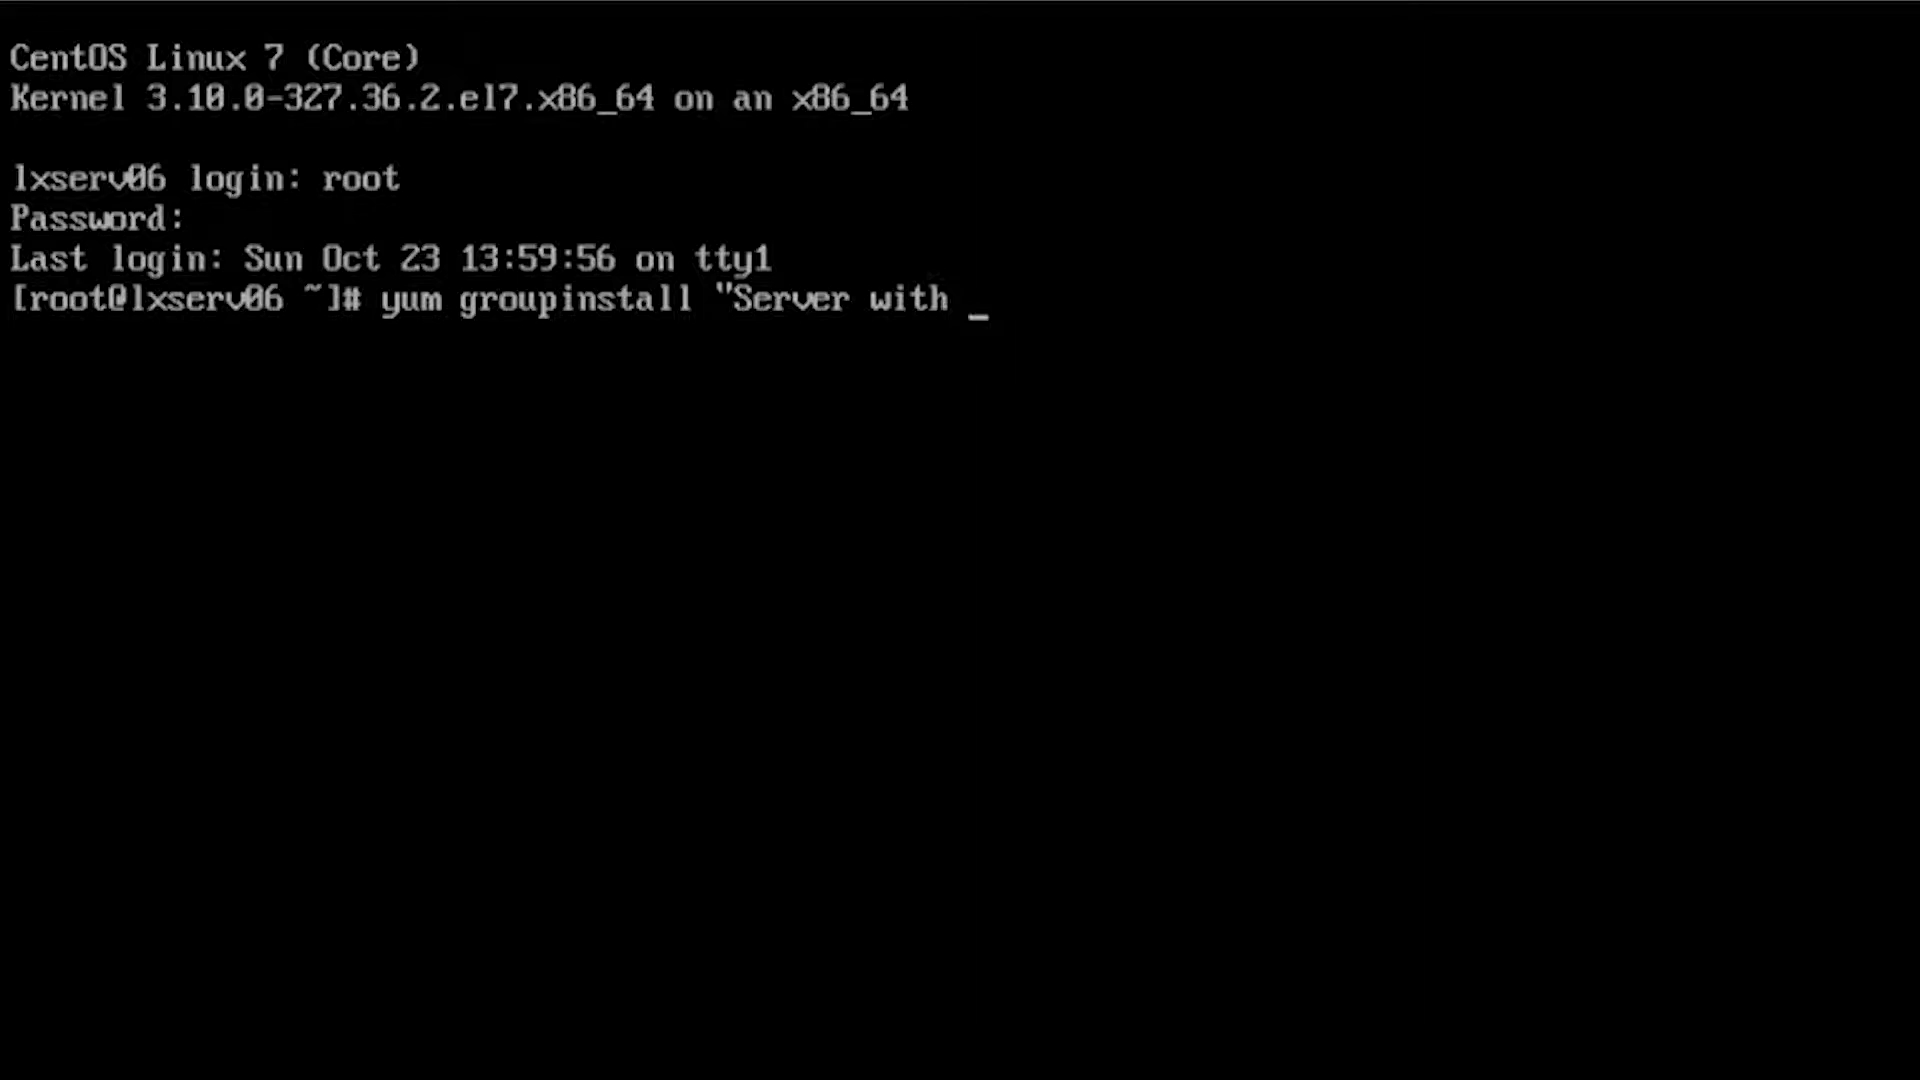 CentOS Linux 7 (Core)
Kernel 3.10.0-327.36.2.el7.x86_64 on an x86_64
lxserv06 login: root
Password:
Last login: Sun Oct 23 13:59:56 on tty1
[root@lxserv06 ~]# yum groupinstall "Server with _